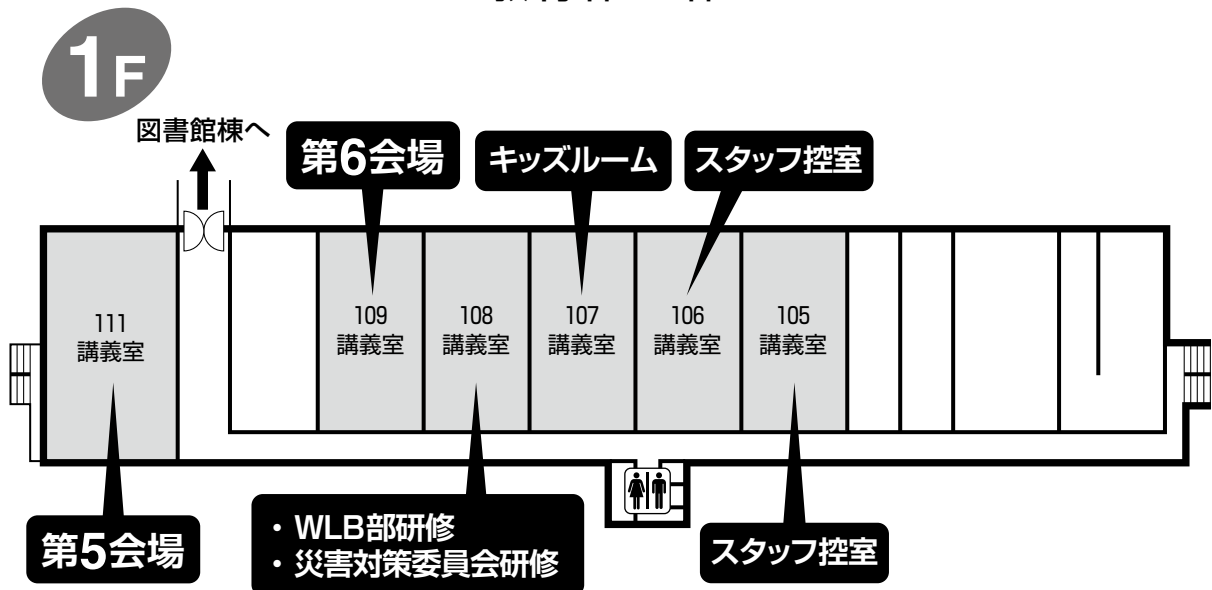 1F
図書館棟へ
第6会場
キッズルーム
スタッフ控室
111
講義室
109
講義室
108
講義室
107
講義室
106
講義室
105
講義室
第5会場
・ WLB部研修
・ 災害対策委員会研修
スタッフ控室